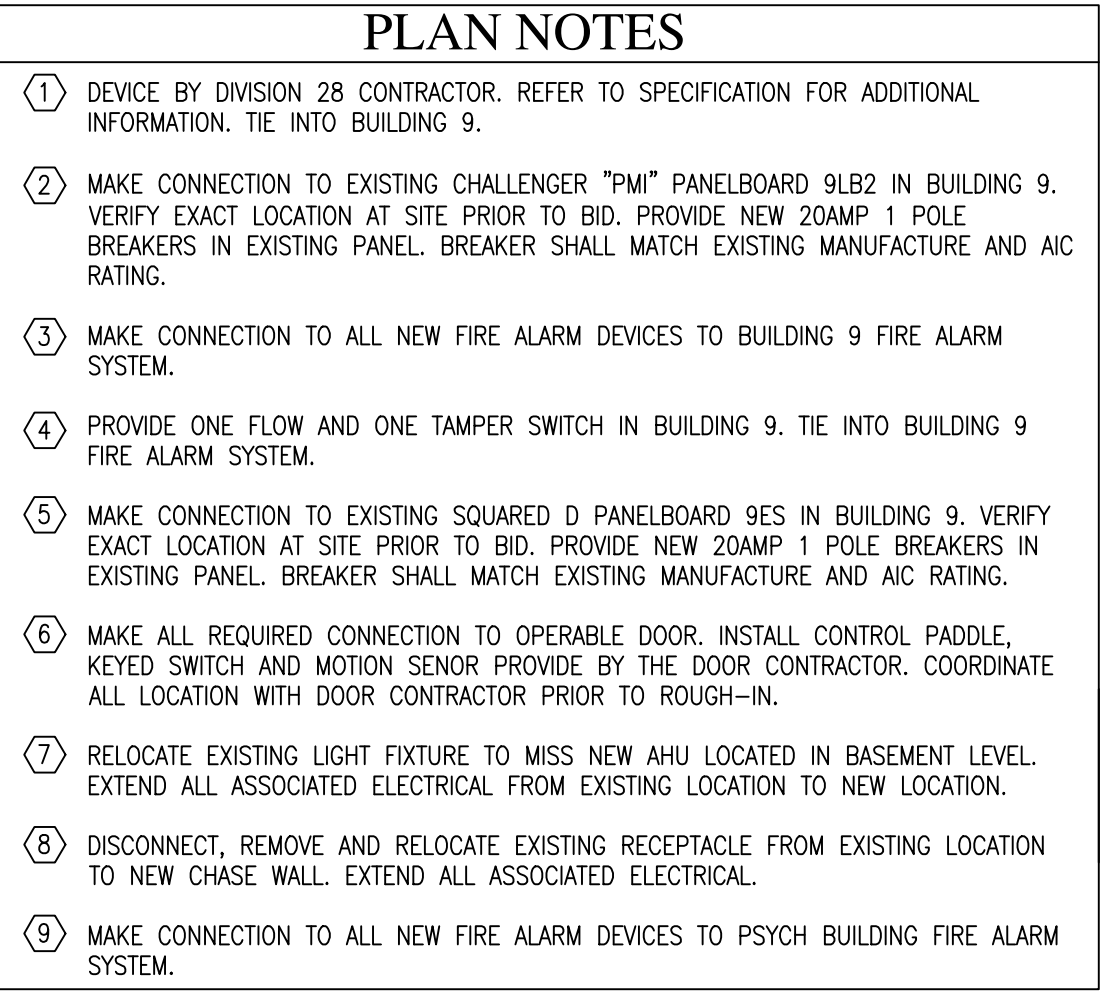 PLAN NOTES
1 DEVICE BY DIVISION 28 CONTRACTOR. REFER TO SPECIFICATION FOR ADDITIONAL
INFORMATION. TIE INTO BUILDING 9.
2 MAKE CONNECTION TO EXISTING CHALLENGER "PMI" PANELBOARD 9LB2 IN BUILDING 9.
VERIFY EXACT LOCATION AT SITE PRIOR TO BID. PROVIDE NEW 20AMP 1 POLE
BREAKERS IN EXISTING PANEL. BREAKER SHALL MATCH EXISTING MANUFACTURE AND AIC
RATING.
3 MAKE CONNECTION TO ALL NEW FIRE ALARM DEVICES TO BUILDING 9 FIRE ALARM
SYSTEM.
4 PROVIDE ONE FLOW AND ONE TAMPER SWITCH IN BUILDING 9. TIE INTO BUILDING 9
FIRE ALARM SYSTEM.
5 MAKE CONNECTION TO EXISTING SQUARED D PANELBOARD 9ES IN BUILDING 9. VERIFY
EXACT LOCATION AT SITE PRIOR TO BID. PROVIDE NEW 20AMP 1 POLE BREAKERS IN
EXISTING PANEL. BREAKER SHALL MATCH EXISTING MANUFACTURE AND AIC RATING.
6 MAKE ALL REQUIRED CONNECTION TO OPERABLE DOOR. INSTALL CONTROL PADDLE,
KEYED SWITCH AND MOTION SENOR PROVIDE BY THE DOOR CONTRACTOR. COORDINATE
ALL LOCATION WITH DOOR CONTRACTOR PRIOR TO ROUGH-IN.
7 RELOCATE EXISTING LIGHT FIXTURE TO MISS NEW AHU LOCATED IN BASEMENT LEVEL.
EXTEND ALL ASSOCIATED ELECTRICAL FROM EXISTING LOCATION TO NEW LOCATION.
8 DISCONNECT, REMOVE AND RELOCATE EXISTING RECEPTACLE FROM EXISTING LOCATION
TO NEW CHASE WALL. EXTEND ALL ASSOCIATED ELECTRICAL.
9 MAKE CONNECTION TO ALL NEW FIRE ALARM DEVICES TO PSYCH BUILDING FIRE ALARM
SYSTEM.